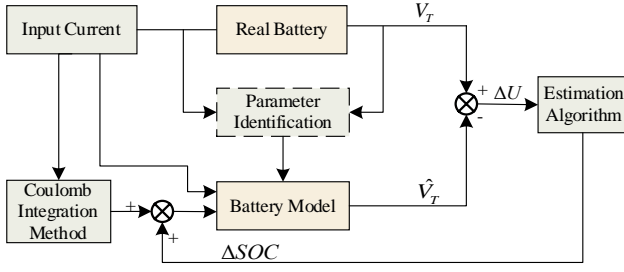 Input Current
Real Battery
V_T
Parameter
Identification
+
ΔU
-
Estimation
Algorithm
Coulomb
Integration
Method
+
+
Battery Model
V̂_T
ΔSOC